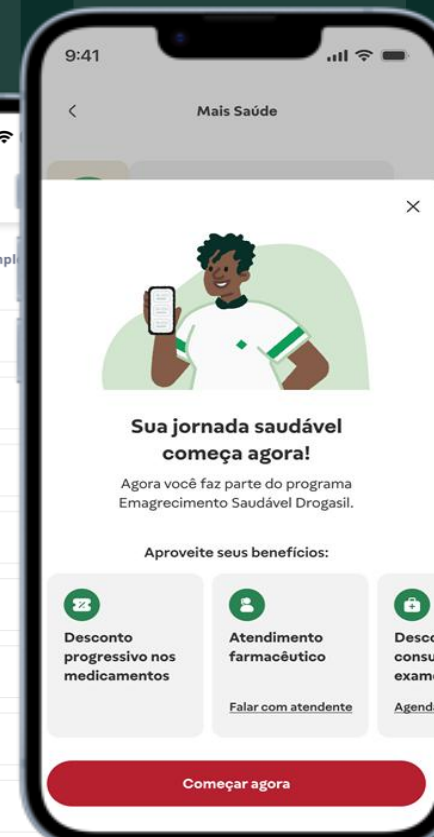 9:41
Mais Saúde
Sua jornada saudável
começa agora!
Agora você faz parte do programa
Emagrecimento Saudável Drogasil.
Aproveite seus benefícios:
Desconto
progressivo nos
medicamentos
Atendimento
farmacêutico
Falar com atendente
Começar agora